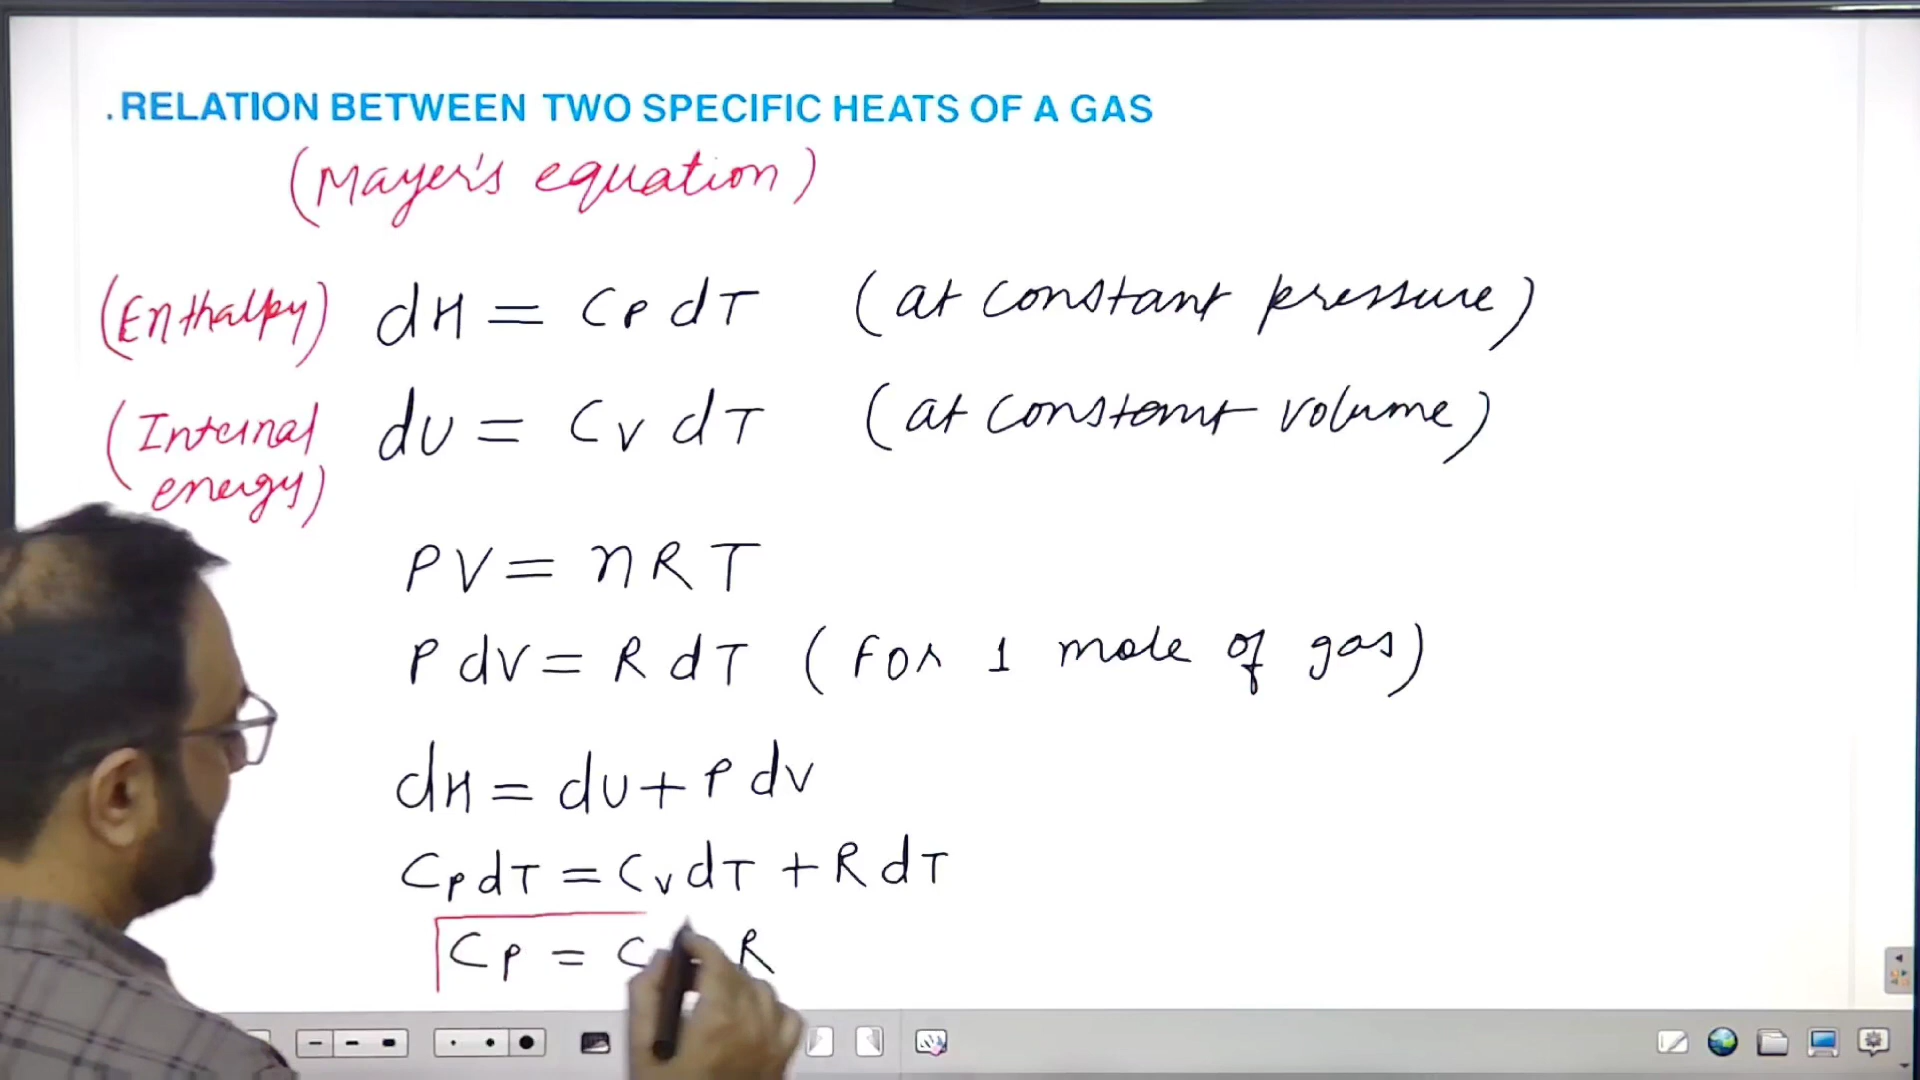 . RELATION BETWEEN TWO SPECIFIC HEATS OF A GAS
(Mayer's equation)
(Enthalpy) dH = CP dT (at constant pressure)
(Internal energy) dU = CV dT (at constant volume)
PV = nRT
P dV = R dT (For 1 mole of gas)
dH = dU + P dV
CP dT = CV dT + R dT
CP = C R